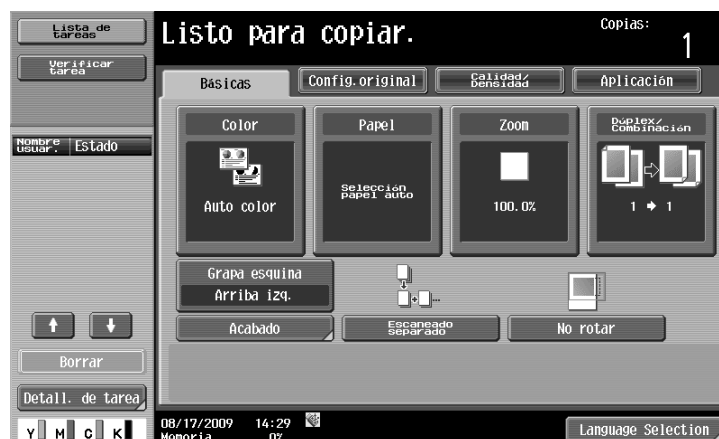 Lista de
tareas
Listo para copiar.
Copias:
1
Verificar
tarea
Básicas
Config.original
Calidad/
Densidad
Aplicación
Nombre
usuar.
Estado
Color
Papel
Zoom
Dúplex/
Combinación
Auto color
Selección
papel auto
100.0%
1 → 1
Grapa esquina
Arriba izq.
Acabado
Escaneado
separado
No rotar
Borrar
Detall. de tarea
Y M C K
08/17/2009 14:29
Memoria 0%
Language Selection